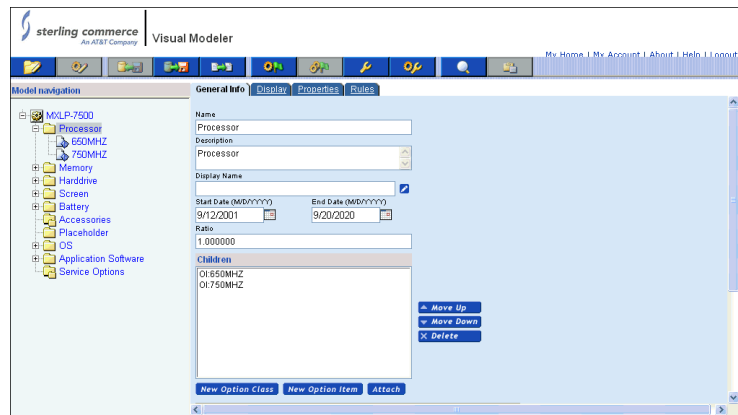 sterling commerce
An AT&T Company
Visual Modeler
My Home | My Account | About | Help | Logout
Model navigation
General Info
Display
Properties
Rules
MXLP-7500
Processor
650MHZ
750MHZ
Memory
Harddrive
Screen
Battery
Accessories
Placeholder
OS
Application Software
Service Options
Name
Processor
Description
Processor
Display Name
Start Date (M/D/YYYY)
End Date (M/D/YYYY)
9/12/2001
9/20/2020
Ratio
1.000000
Children
OI:650MHZ
OI:750MHZ
Move Up
Move Down
Delete
New Option Class
New Option Item
Attach